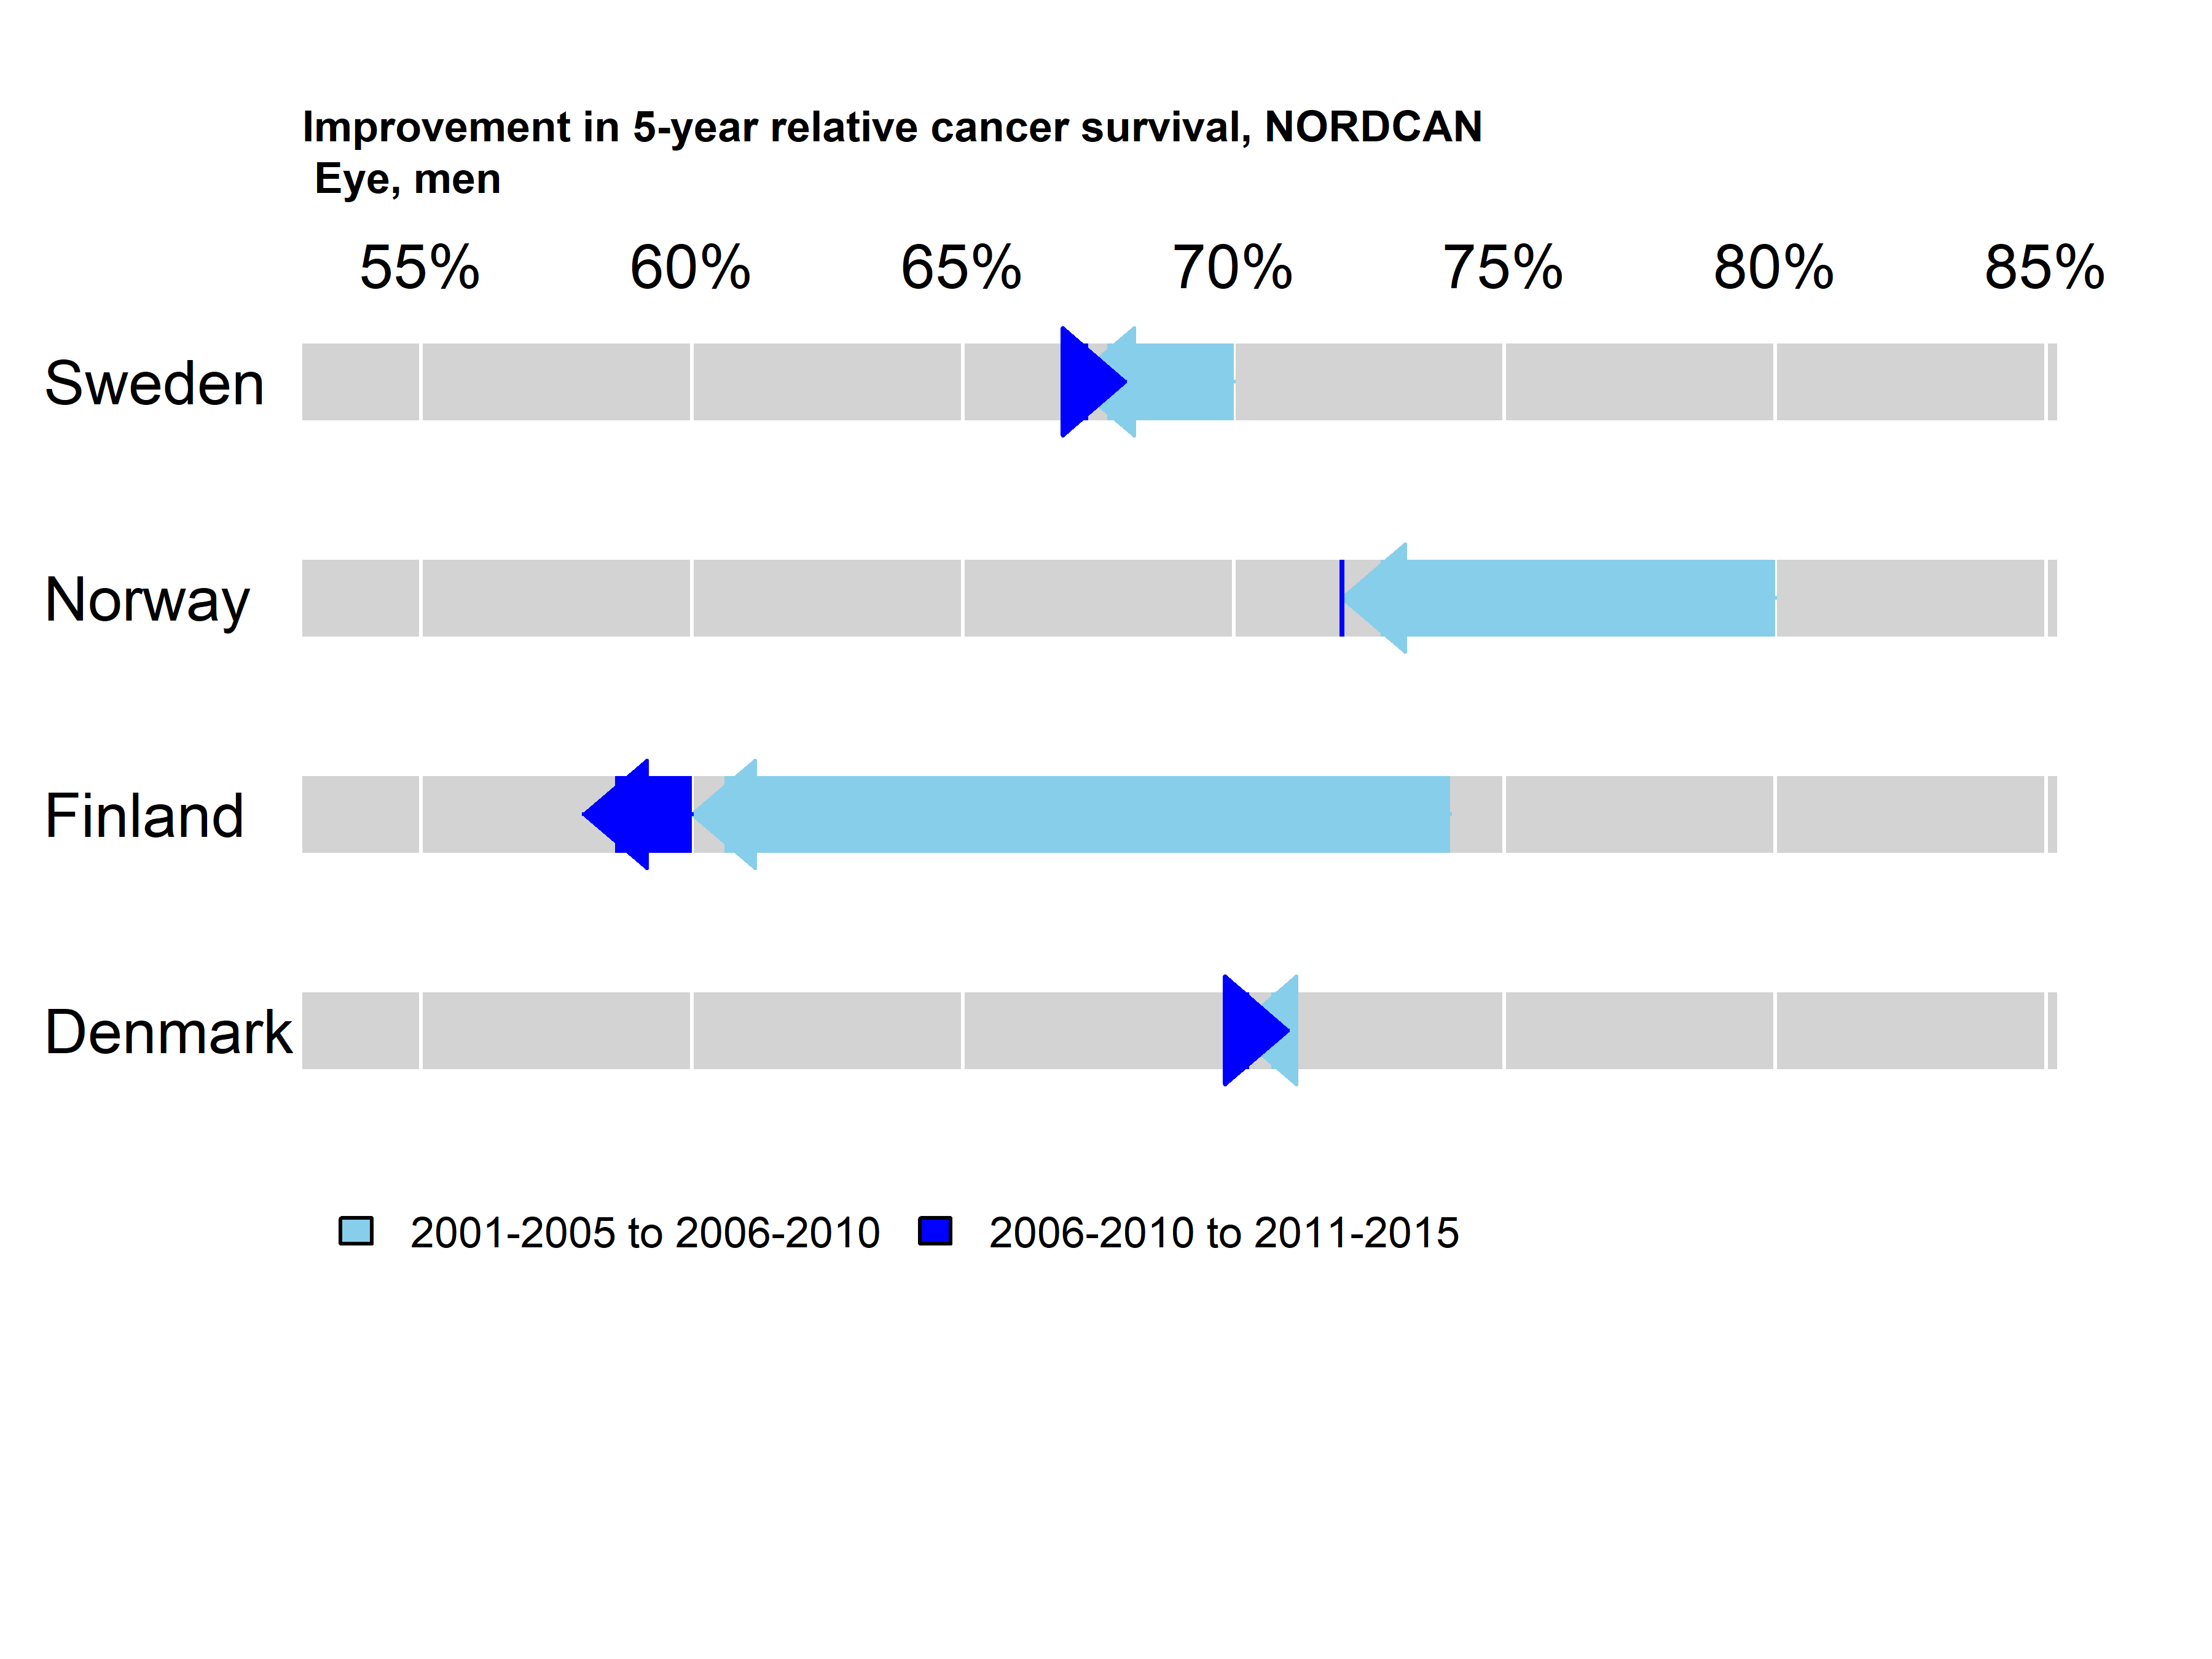 Improvement in 5-year relative cancer survival, NORDCAN
Eye, men
55% 60% 65% 70% 75% 80% 85%
Sweden
Norway
Finland
Denmark
2001-2005 to 2006-2010 2006-2010 to 2011-2015